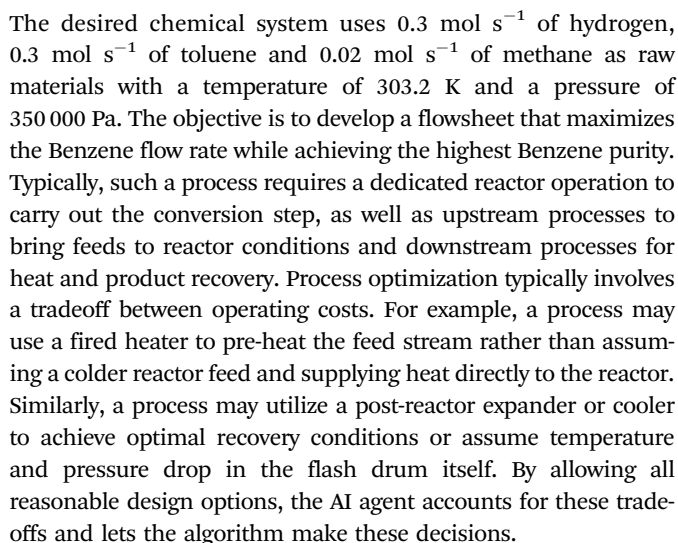 The desired chemical system uses 0.3 mol s⁻¹ of hydrogen,
0.3 mol s⁻¹ of toluene and 0.02 mol s⁻¹ of methane as raw
materials with a temperature of 303.2 K and a pressure of
350 000 Pa. The objective is to develop a flowsheet that maximizes
the Benzene flow rate while achieving the highest Benzene purity.
Typically, such a process requires a dedicated reactor operation to
carry out the conversion step, as well as upstream processes to
bring feeds to reactor conditions and downstream processes for
heat and product recovery. Process optimization typically involves
a tradeoff between operating costs. For example, a process may
use a fired heater to pre-heat the feed stream rather than assum-
ing a colder reactor feed and supplying heat directly to the reactor.
Similarly, a process may utilize a post-reactor expander or cooler
to achieve optimal recovery conditions or assume temperature
and pressure drop in the flash drum itself. By allowing all
reasonable design options, the AI agent accounts for these trade-
offs and lets the algorithm make these decisions.